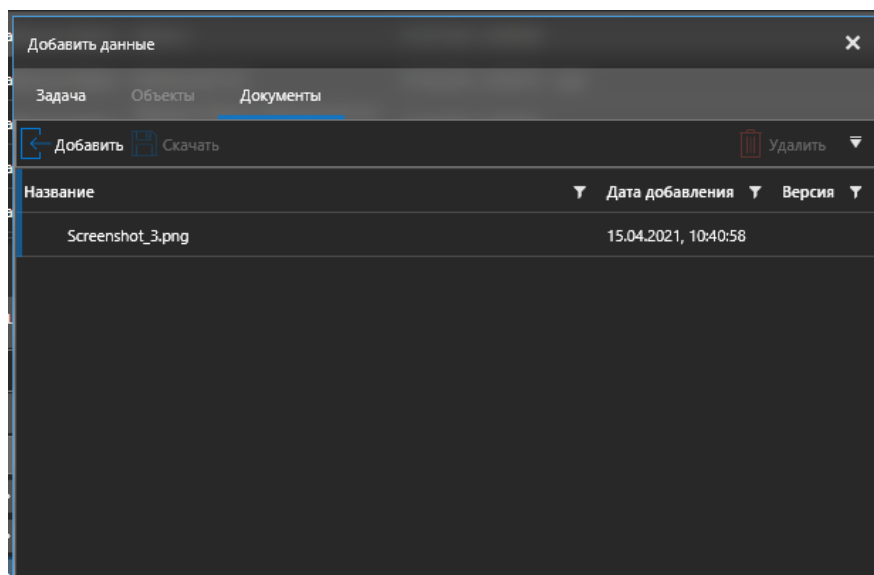 Добавить данные
Задача Объекты Документы
Добавить Скачать Удалить
Название Дата добавления Версия
Screenshot_3.png 15.04.2021, 10:40:58